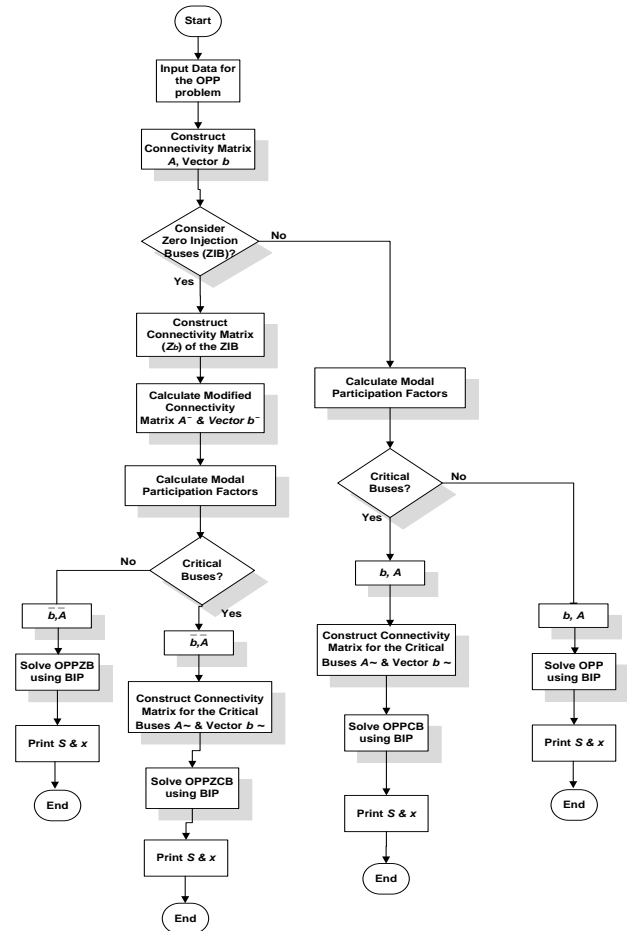 Start
Input Data for
the OPP
problem
Construct
Connectivity Matrix
A, Vector b
Consider
Zero Injection
Buses (ZIB)?
No
Yes
Construct
Connectivity Matrix
(Zb) of the ZIB
Calculate Modified
Connectivity
Matrix A¯ & Vector b¯
Calculate Modal
Participation Factors
Critical
Buses?
No
Yes
b̅,A̅
Solve OPPZB
using BIP
Print S & x
End
b̅,A̅
Construct Connectivity
Matrix for the Critical
Buses A~ & Vector b ~
Solve OPPZCB
using BIP
Print S & x
End
Calculate Modal
Participation Factors
Critical
Buses?
No
Yes
b, A
Construct Connectivity
Matrix for the Critical
Buses A~ & Vector b ~
Solve OPPCB
using BIP
Print S & x
End
b, A
Solve OPP
using BIP
Print S & x
End